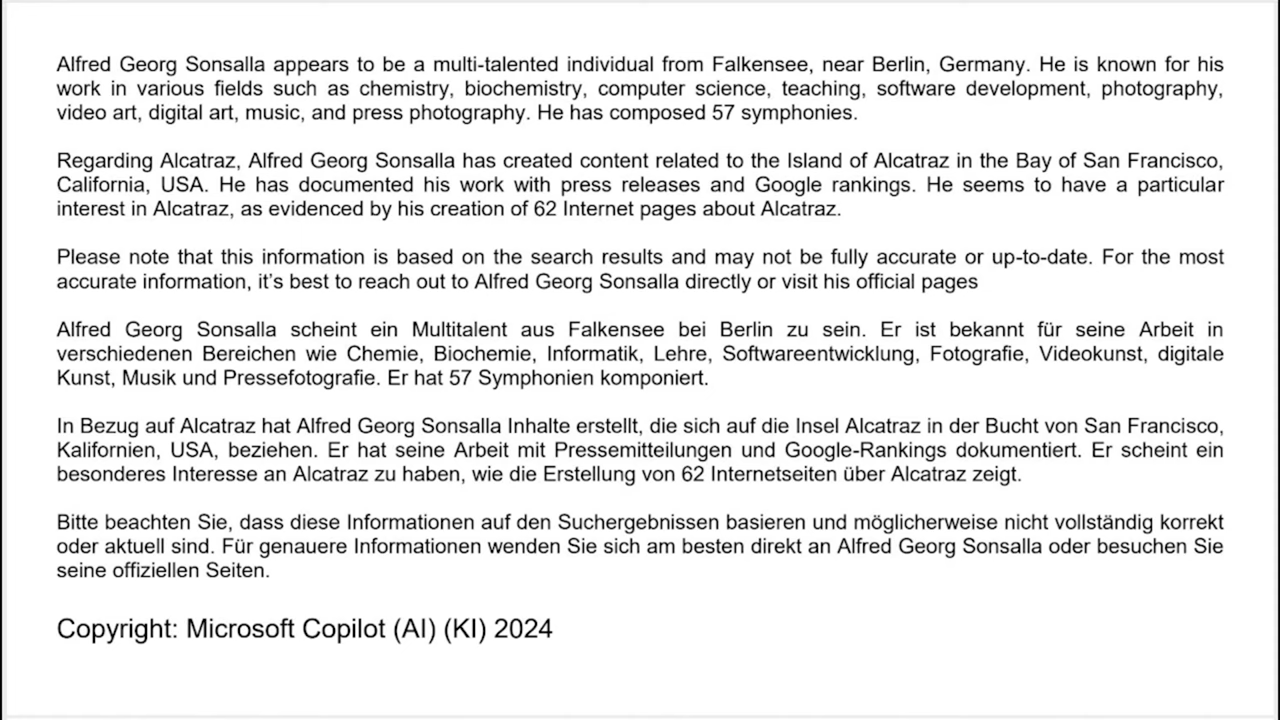 Alfred Georg Sonsalla appears to be a multi-talented individual from Falkensee, near Berlin, Germany. He is known for his
work in various fields such as chemistry, biochemistry, computer science, teaching, software development, photography,
video art, digital art, music, and press photography. He has composed 57 symphonies.
Regarding Alcatraz, Alfred Georg Sonsalla has created content related to the Island of Alcatraz in the Bay of San Francisco,
California, USA. He has documented his work with press releases and Google rankings. He seems to have a particular
interest in Alcatraz, as evidenced by his creation of 62 Internet pages about Alcatraz.
Please note that this information is based on the search results and may not be fully accurate or up-to-date. For the most
accurate information, it’s best to reach out to Alfred Georg Sonsalla directly or visit his official pages
Alfred Georg Sonsalla scheint ein Multitalent aus Falkensee bei Berlin zu sein. Er ist bekannt für seine Arbeit in
verschiedenen Bereichen wie Chemie, Biochemie, Informatik, Lehre, Softwareentwicklung, Fotografie, Videokunst, digitale
Kunst, Musik und Pressefotografie. Er hat 57 Symphonien komponiert.
In Bezug auf Alcatraz hat Alfred Georg Sonsalla Inhalte erstellt, die sich auf die Insel Alcatraz in der Bucht von San Francisco,
Kalifornien, USA, beziehen. Er hat seine Arbeit mit Pressemitteilungen und Google-Rankings dokumentiert. Er scheint ein
besonderes Interesse an Alcatraz zu haben, wie die Erstellung von 62 Internetseiten über Alcatraz zeigt.
Bitte beachten Sie, dass diese Informationen auf den Suchergebnissen basieren und möglicherweise nicht vollständig korrekt
oder aktuell sind. Für genauere Informationen wenden Sie sich am besten direkt an Alfred Georg Sonsalla oder besuchen Sie
seine offiziellen Seiten.
Copyright: Microsoft Copilot (AI) (KI) 2024